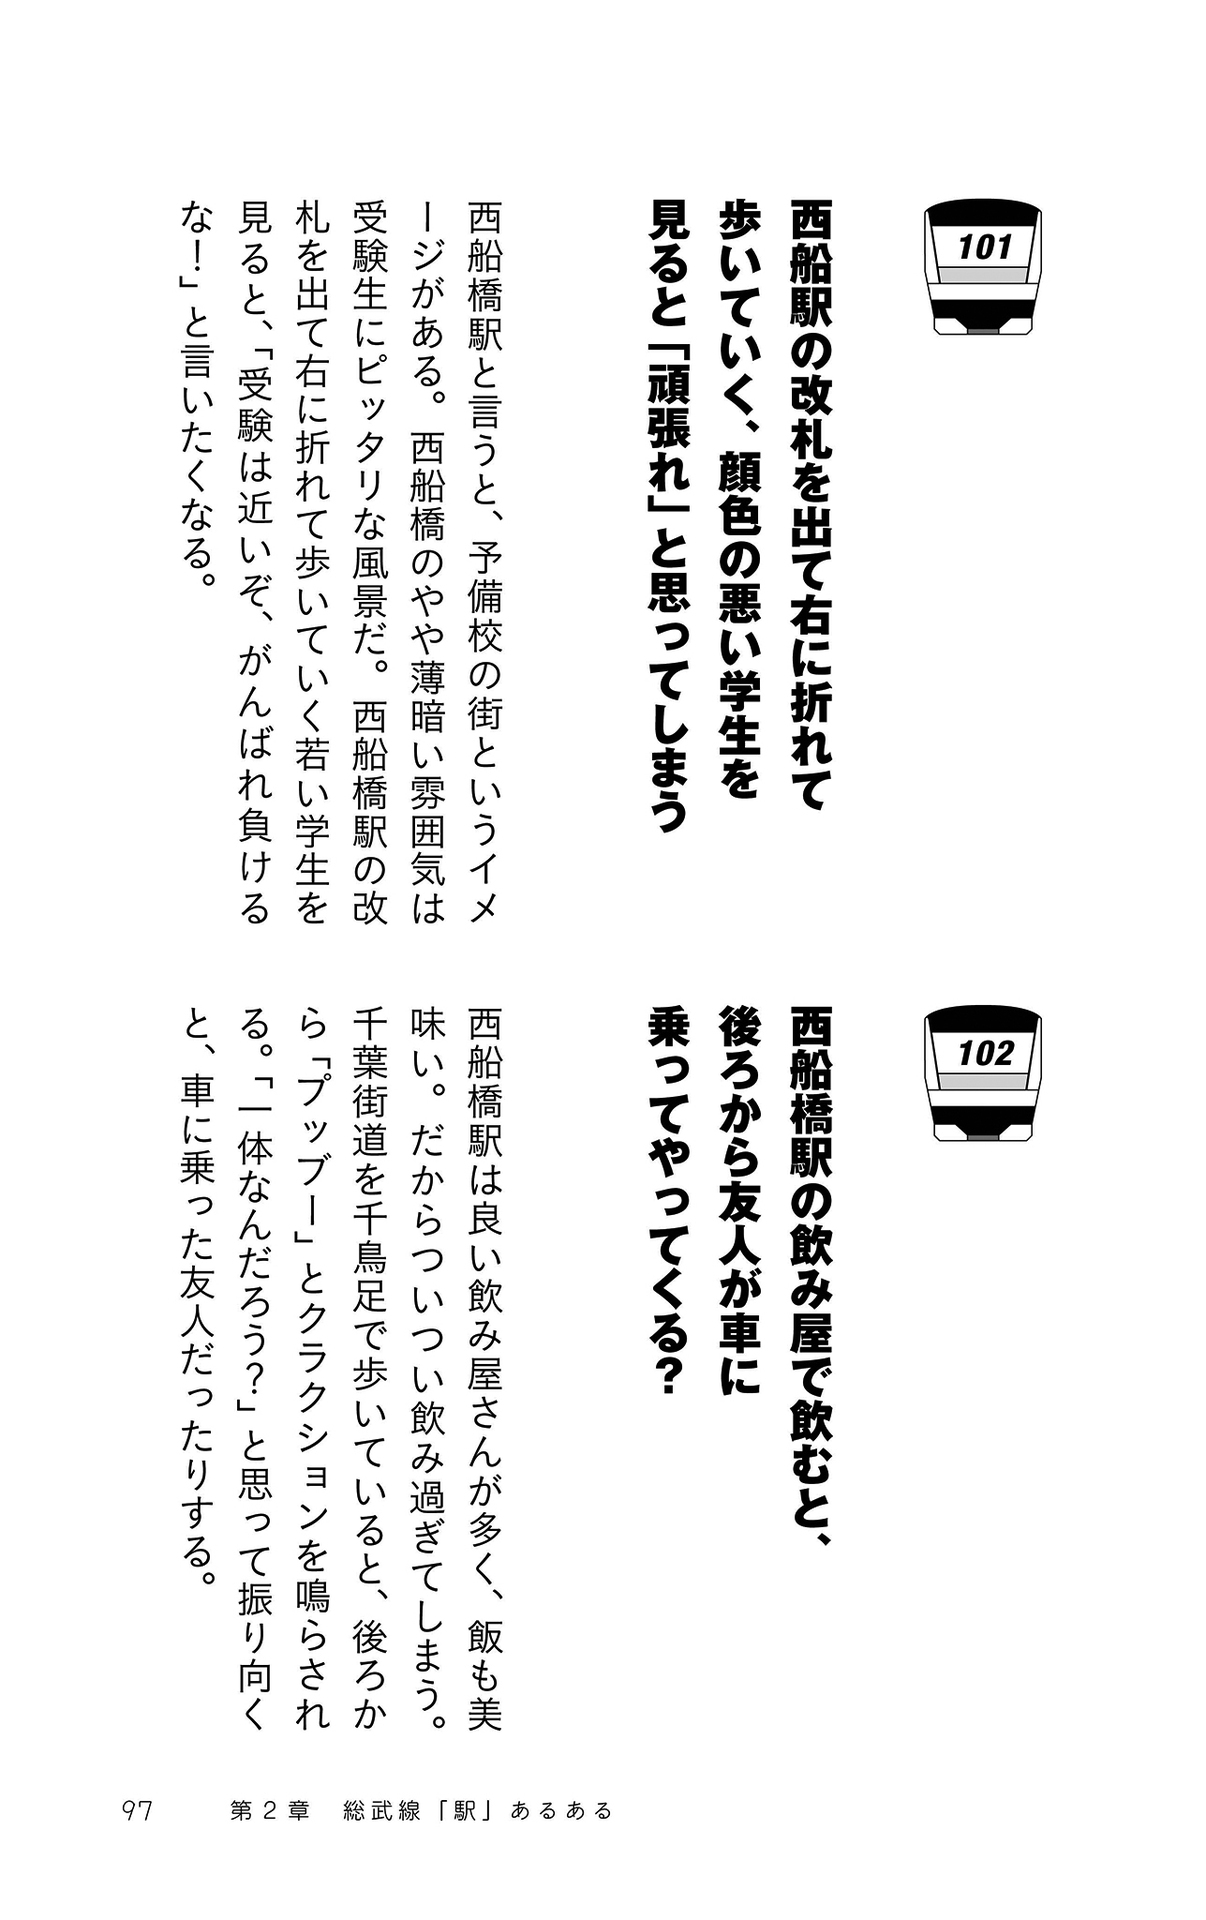 101
西船駅の改札を出て右に折れて
歩いていく、顔色の悪い学生を
見ると「頑張れ」と思ってしまう
西船橋駅と言うと、予備校の街というイメ
ージがある。西船橋のやや薄暗い雰囲気は
受験生にピッタリな風景だ。西船橋駅の改
札を出て右に折れて歩いていく若い学生を
見ると、「受験は近いぞ、がんばれ負ける
な！」と言いたくなる。
102
西船橋駅の飲み屋で飲むと、
後ろから友人が車に
乗ってやってくる？
西船橋駅は良い飲み屋さんが多く、飯も美
味い。だからついつい飲み過ぎてしまう。
千葉街道を千鳥足で歩いていると、後ろか
ら「プップー」とクラクションを鳴らされ
る。「一体なんだろう？」と思って振り向く
と、車に乗った友人だったりする。
97 第2章 総武線「駅」あるある